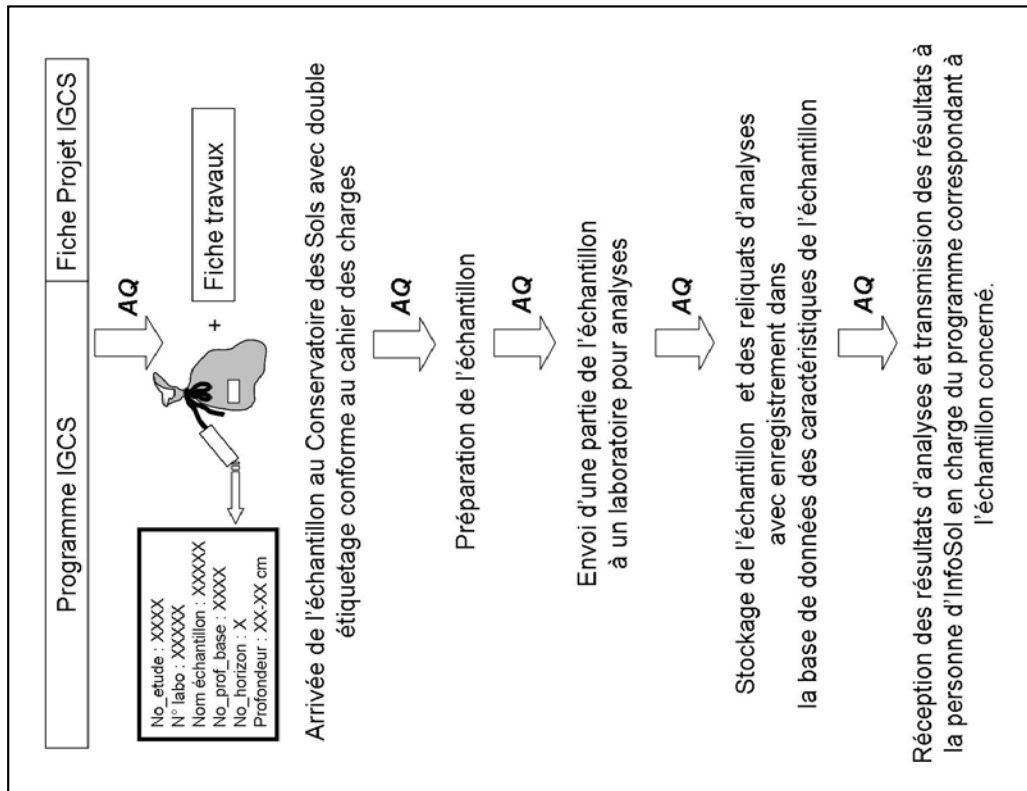 Programme IGCS
Fiche Projet IGCS
AQ
No_etude : XXXX
N° labo : XXXXX
Nom échantillon : XXXXX
No_prof_base : XXXX
No_horizon : X
Profondeur : XX-XX cm
+
Fiche travaux
Arrivée de l'échantillon au Conservatoire des Sols avec double
étiquetage conforme au cahier des charges
AQ
Préparation de l'échantillon
AQ
Envoi d'une partie de l'échantillon
à un laboratoire pour analyses
AQ
Stockage de l'échantillon et des reliquats d'analyses
avec enregistrement dans
la base de données des caractéristiques de l'échantillon
AQ
Réception des résultats d'analyses et transmission des résultats à
la personne d'InfoSol en charge du programme correspondant à
l'échantillon concerné.